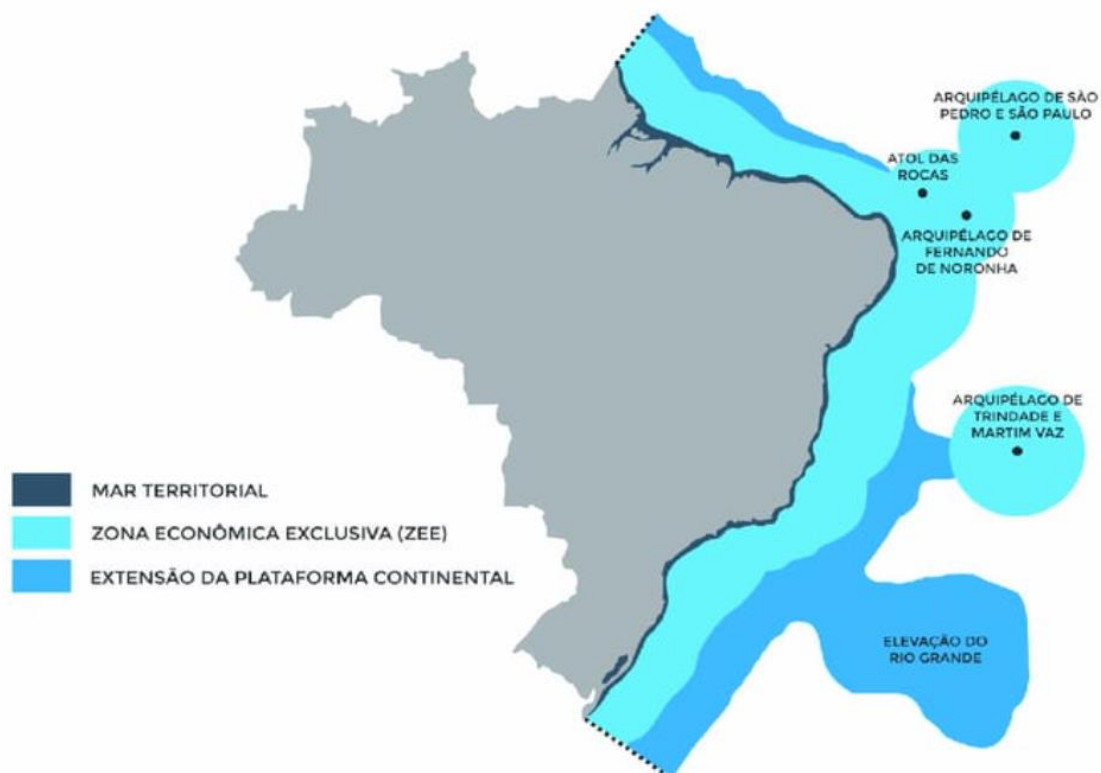 ARQUIPÉLAGO DE SÃO
PEDRO E SÃO PAULO
ATOL DAS
ROCAS
ARQUIPÉLAGO DE
FERNANDO
DE NORONHA
ARQUIPÉLAGO DE
TRINDADE E
MARTIM VAZ
MAR TERRITORIAL
ZONA ECONÔMICA EXCLUSIVA (ZEE)
EXTENSÃO DA PLATAFORMA CONTINENTAL
ELEVAÇÃO DO
RIO GRANDE